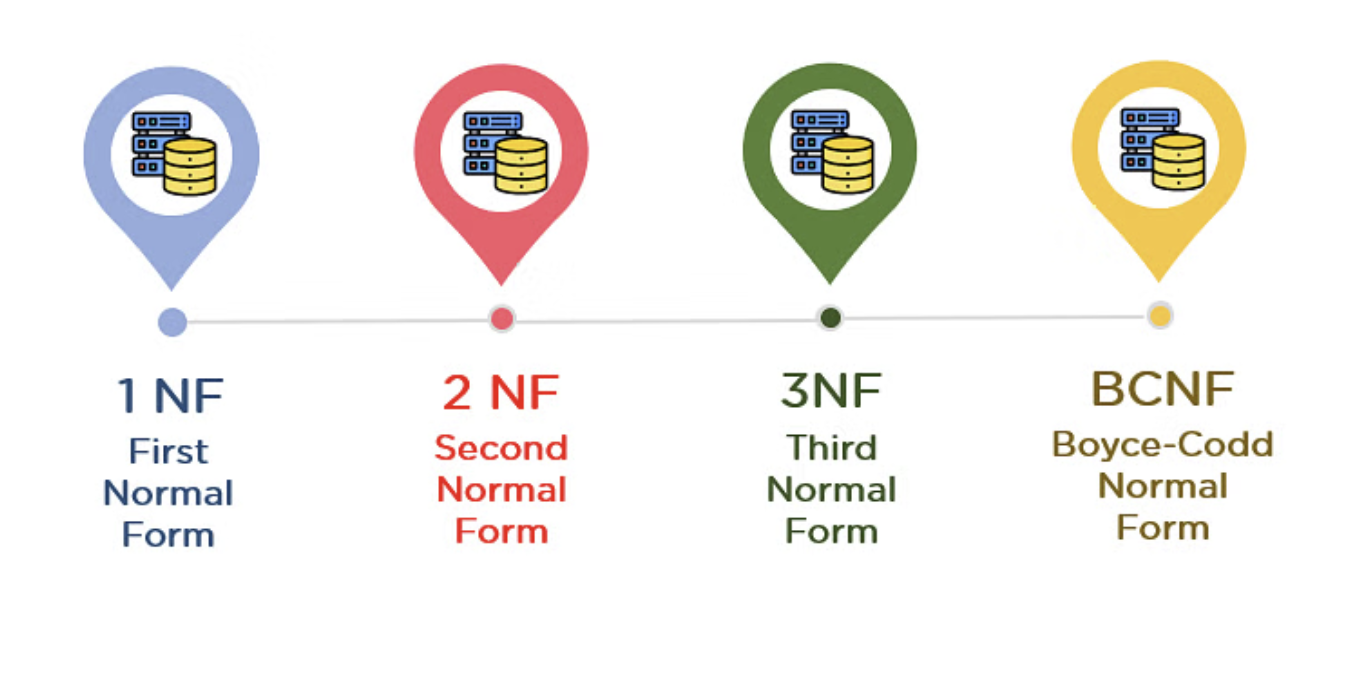 1 NF
First
Normal
Form
2 NF
Second
Normal
Form
3NF
Third
Normal
Form
BCNF
Boyce-Codd
Normal
Form